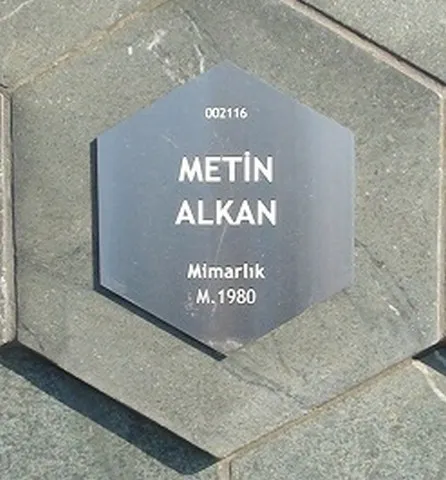 002116
METİN
ALKAN
Mimarlık
M.1980